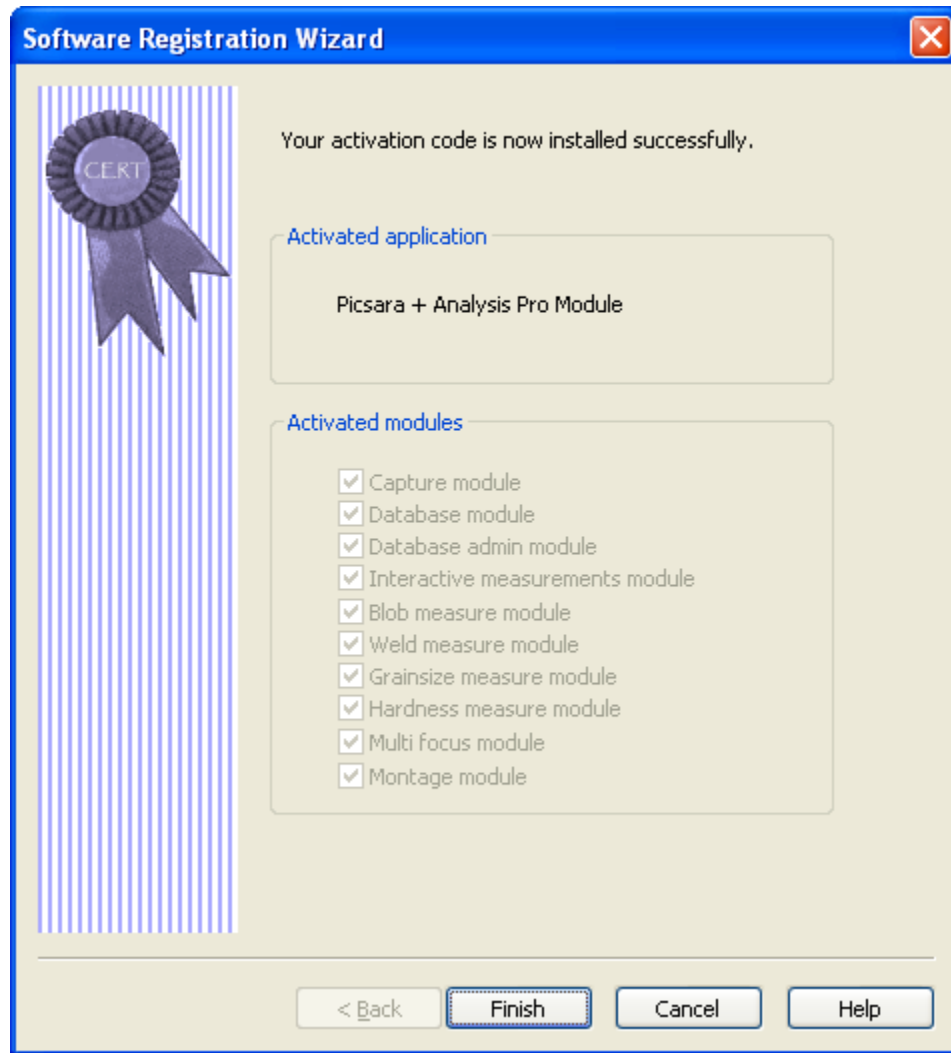 Software Registration Wizard
CERT
Your activation code is now installed successfully.
Activated application
Picsara + Analysis Pro Module
Activated modules
Capture module
Database module
Database admin module
Interactive measurements module
Blob measure module
Weld measure module
Grainsize measure module
Hardness measure module
Multi focus module
Montage module
< Back Finish Cancel Help